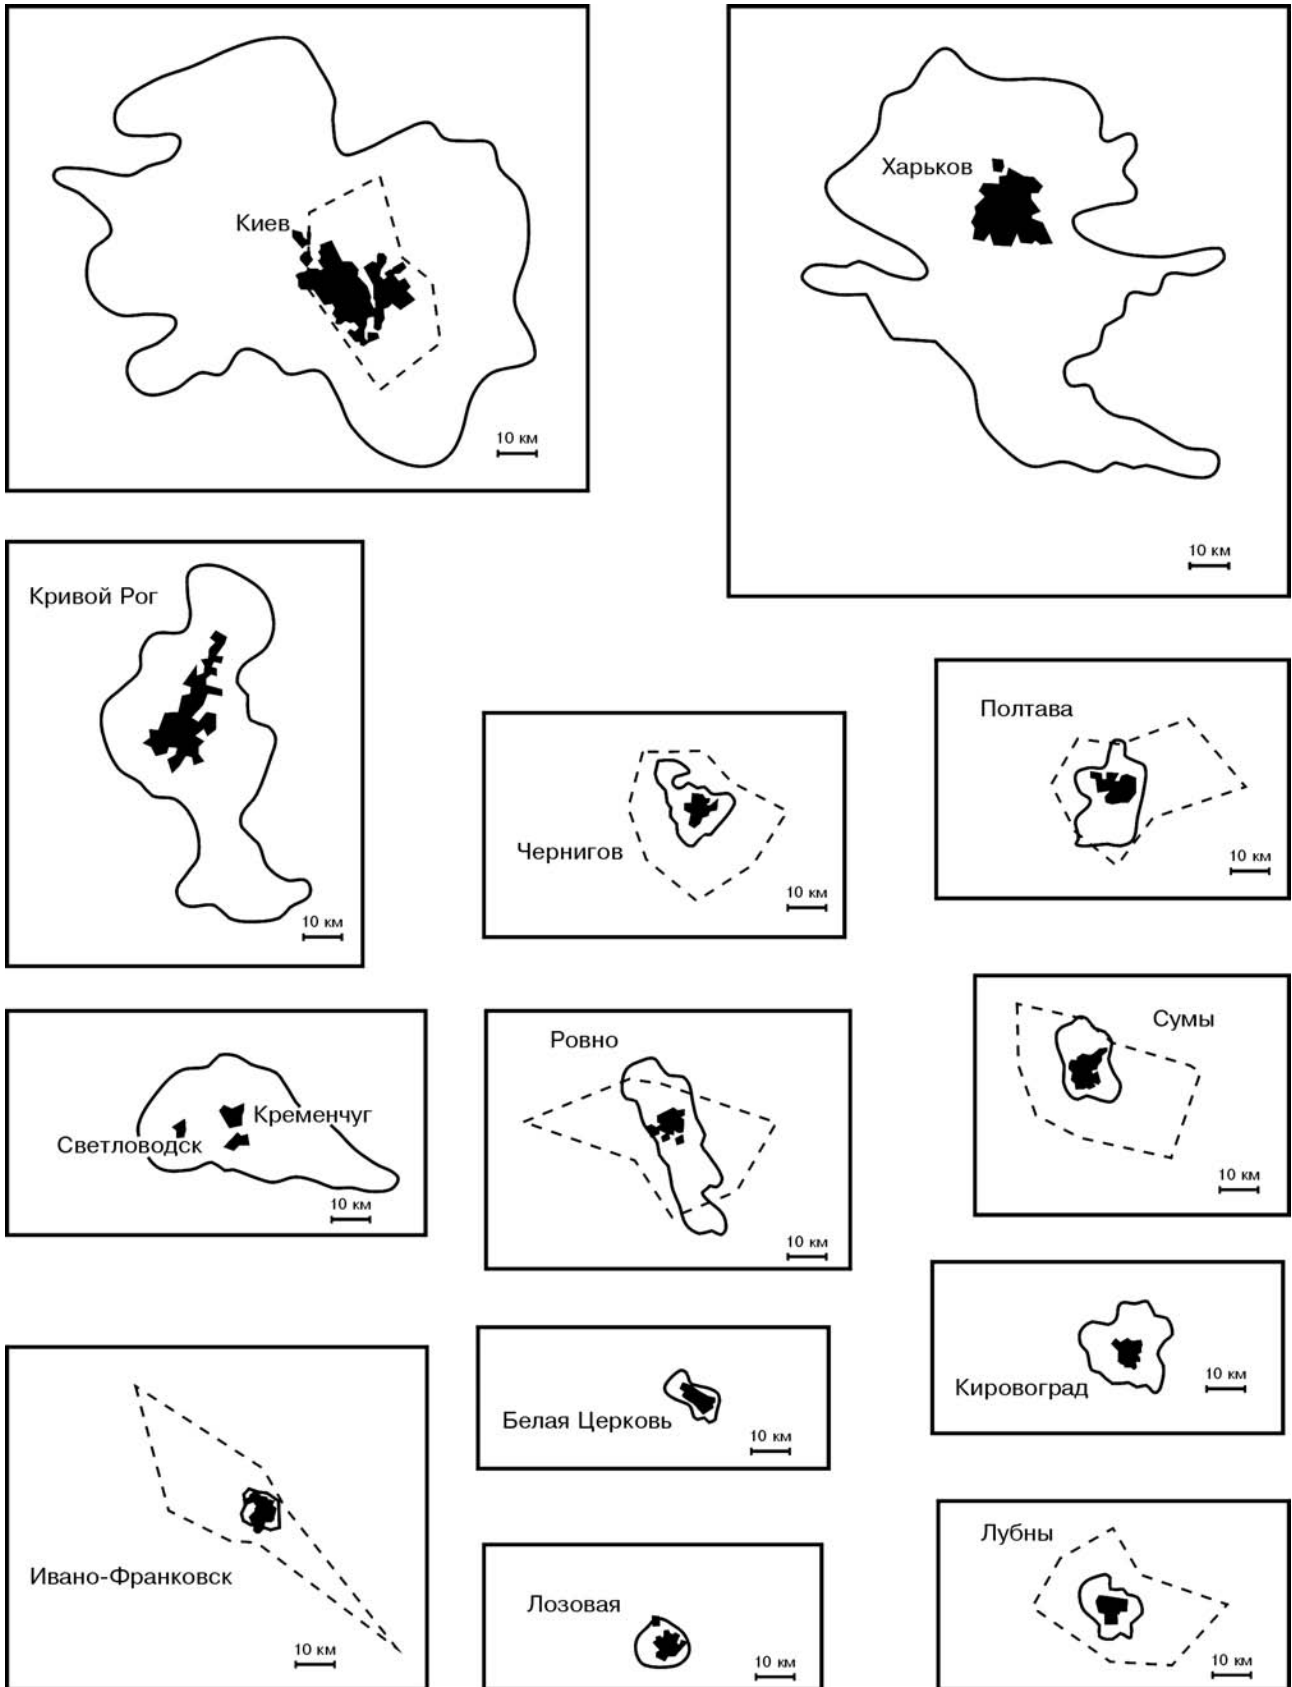 Киев
10 км
Харьков
10 км
Кривой Рог
10 км
Чернигов
10 км
Полтава
10 км
Светловодск
Кременчуг
10 км
Ровно
10 км
Сумы
10 км
Ивано-Франковск
10 км
Белая Церковь
10 км
Кировоград
10 км
Лозовая
10 км
Лубны
10 км